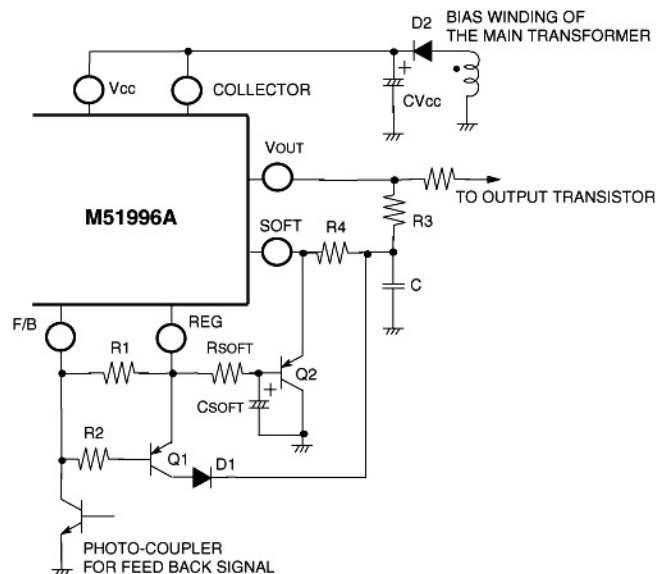 D2
BIAS WINDING OF
THE MAIN TRANSFORMER
Vcc
COLLECTOR
+
CVcc
VOUT
TO OUTPUT TRANSISTOR
M51996A
SOFT
R4
R3
C
F/B
REG
R1
RSOFT
Q2
+
CSOFT
R2
Q1
D1
PHOTO-COUPLER
FOR FEED BACK SIGNAL